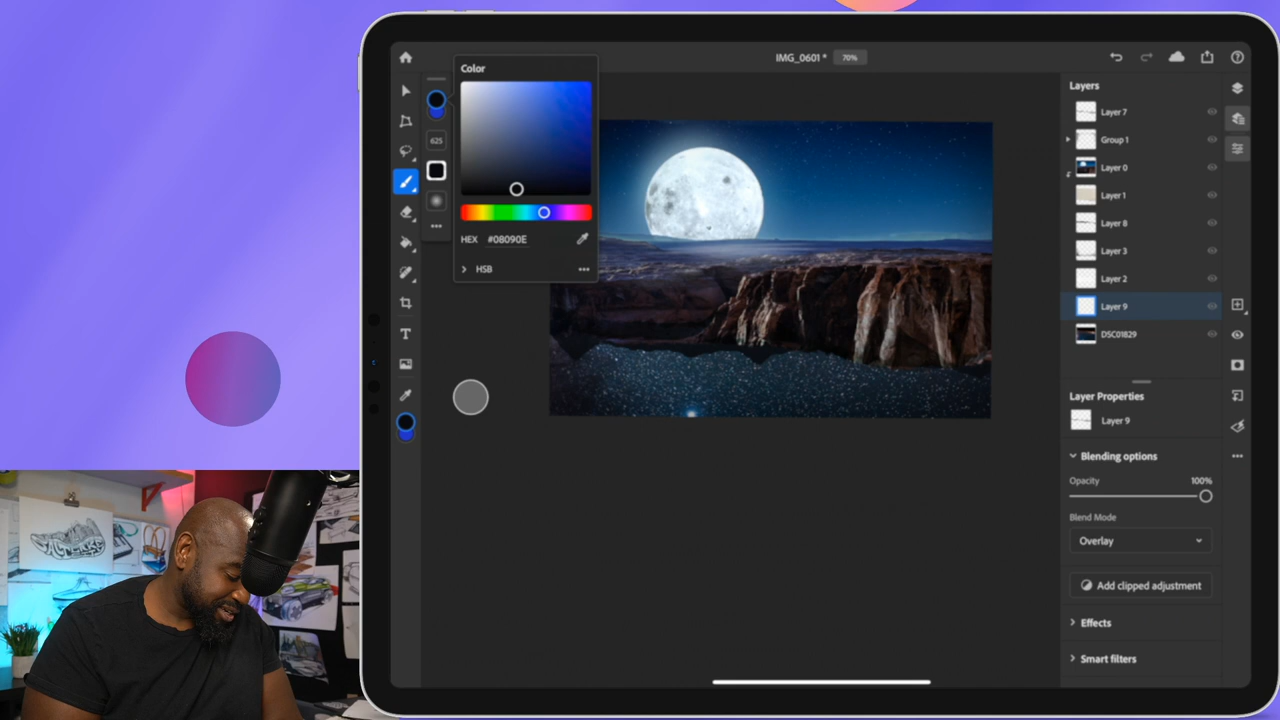 IMG_0601 * 70%
Color
625
HEX #08090E
HSB
Layers
Layer 7
Group 1
Layer 0
Layer 1
Layer 8
Layer 3
Layer 2
Layer 9
DSC01829
Layer Properties
Layer 9
Blending options
Opacity 100%
Blend Mode
Overlay
Add clipped adjustment
Effects
Smart filters